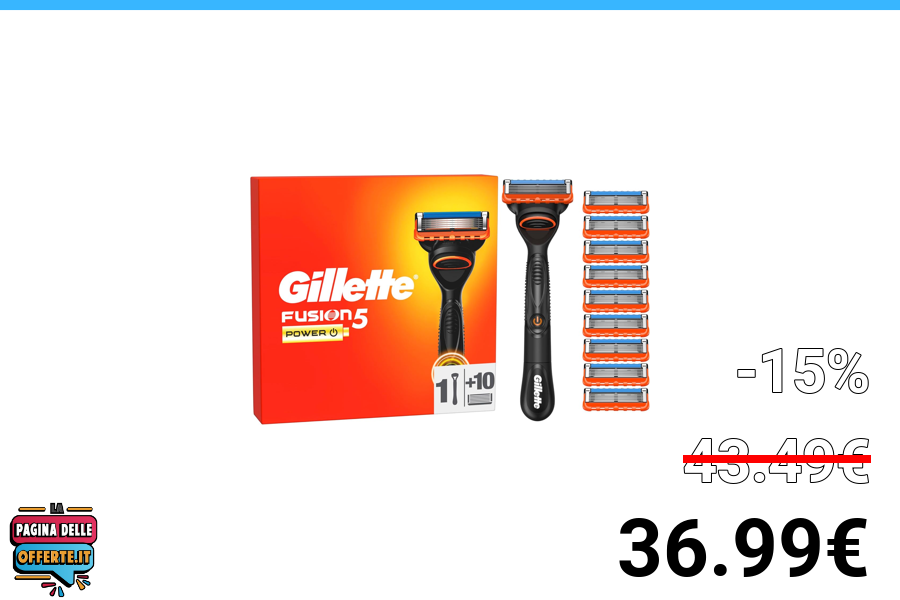 Gillette
FUSION5
POWER
1 +10
Gillette
-15%
43.49€
36.99€
LA
PAGINA DELLE
OFFERTE.IT